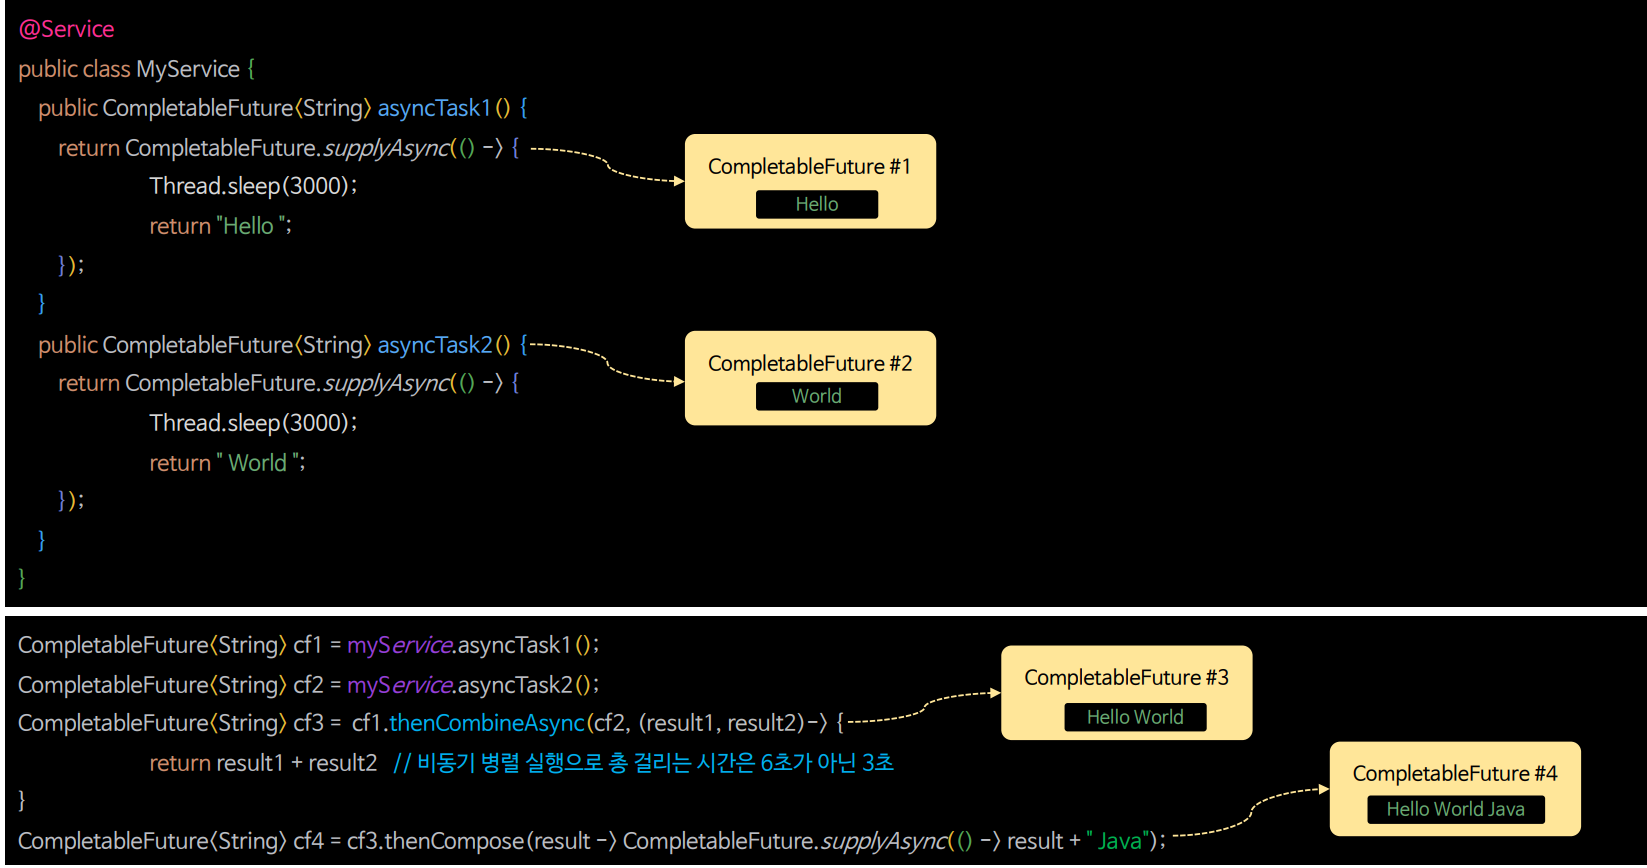 @Service
public class MyService {
public CompletableFuture<String> asyncTask1() {
return CompletableFuture.supplyAsync(() -> {
Thread.sleep(3000);
return "Hello ";
});
}
public CompletableFuture<String> asyncTask2() {
return CompletableFuture.supplyAsync(() -> {
Thread.sleep(3000);
return " World ";
});
}
}
CompletableFuture #1
Hello
CompletableFuture #2
World
CompletableFuture<String> cf1 = myService.asyncTask1();
CompletableFuture<String> cf2 = myService.asyncTask2();
CompletableFuture<String> cf3 = cf1.thenCombineAsync(cf2, (result1, result2)-> {
return result1 + result2 // 비동기 병렬 실행으로 총 걸리는 시간은 6초가 아닌 3초
}
CompletableFuture<String> cf4 = cf3.thenCompose(result -> CompletableFuture.supplyAsync(() -> result + " Java");
CompletableFuture #3
Hello World
CompletableFuture #4
Hello World Java